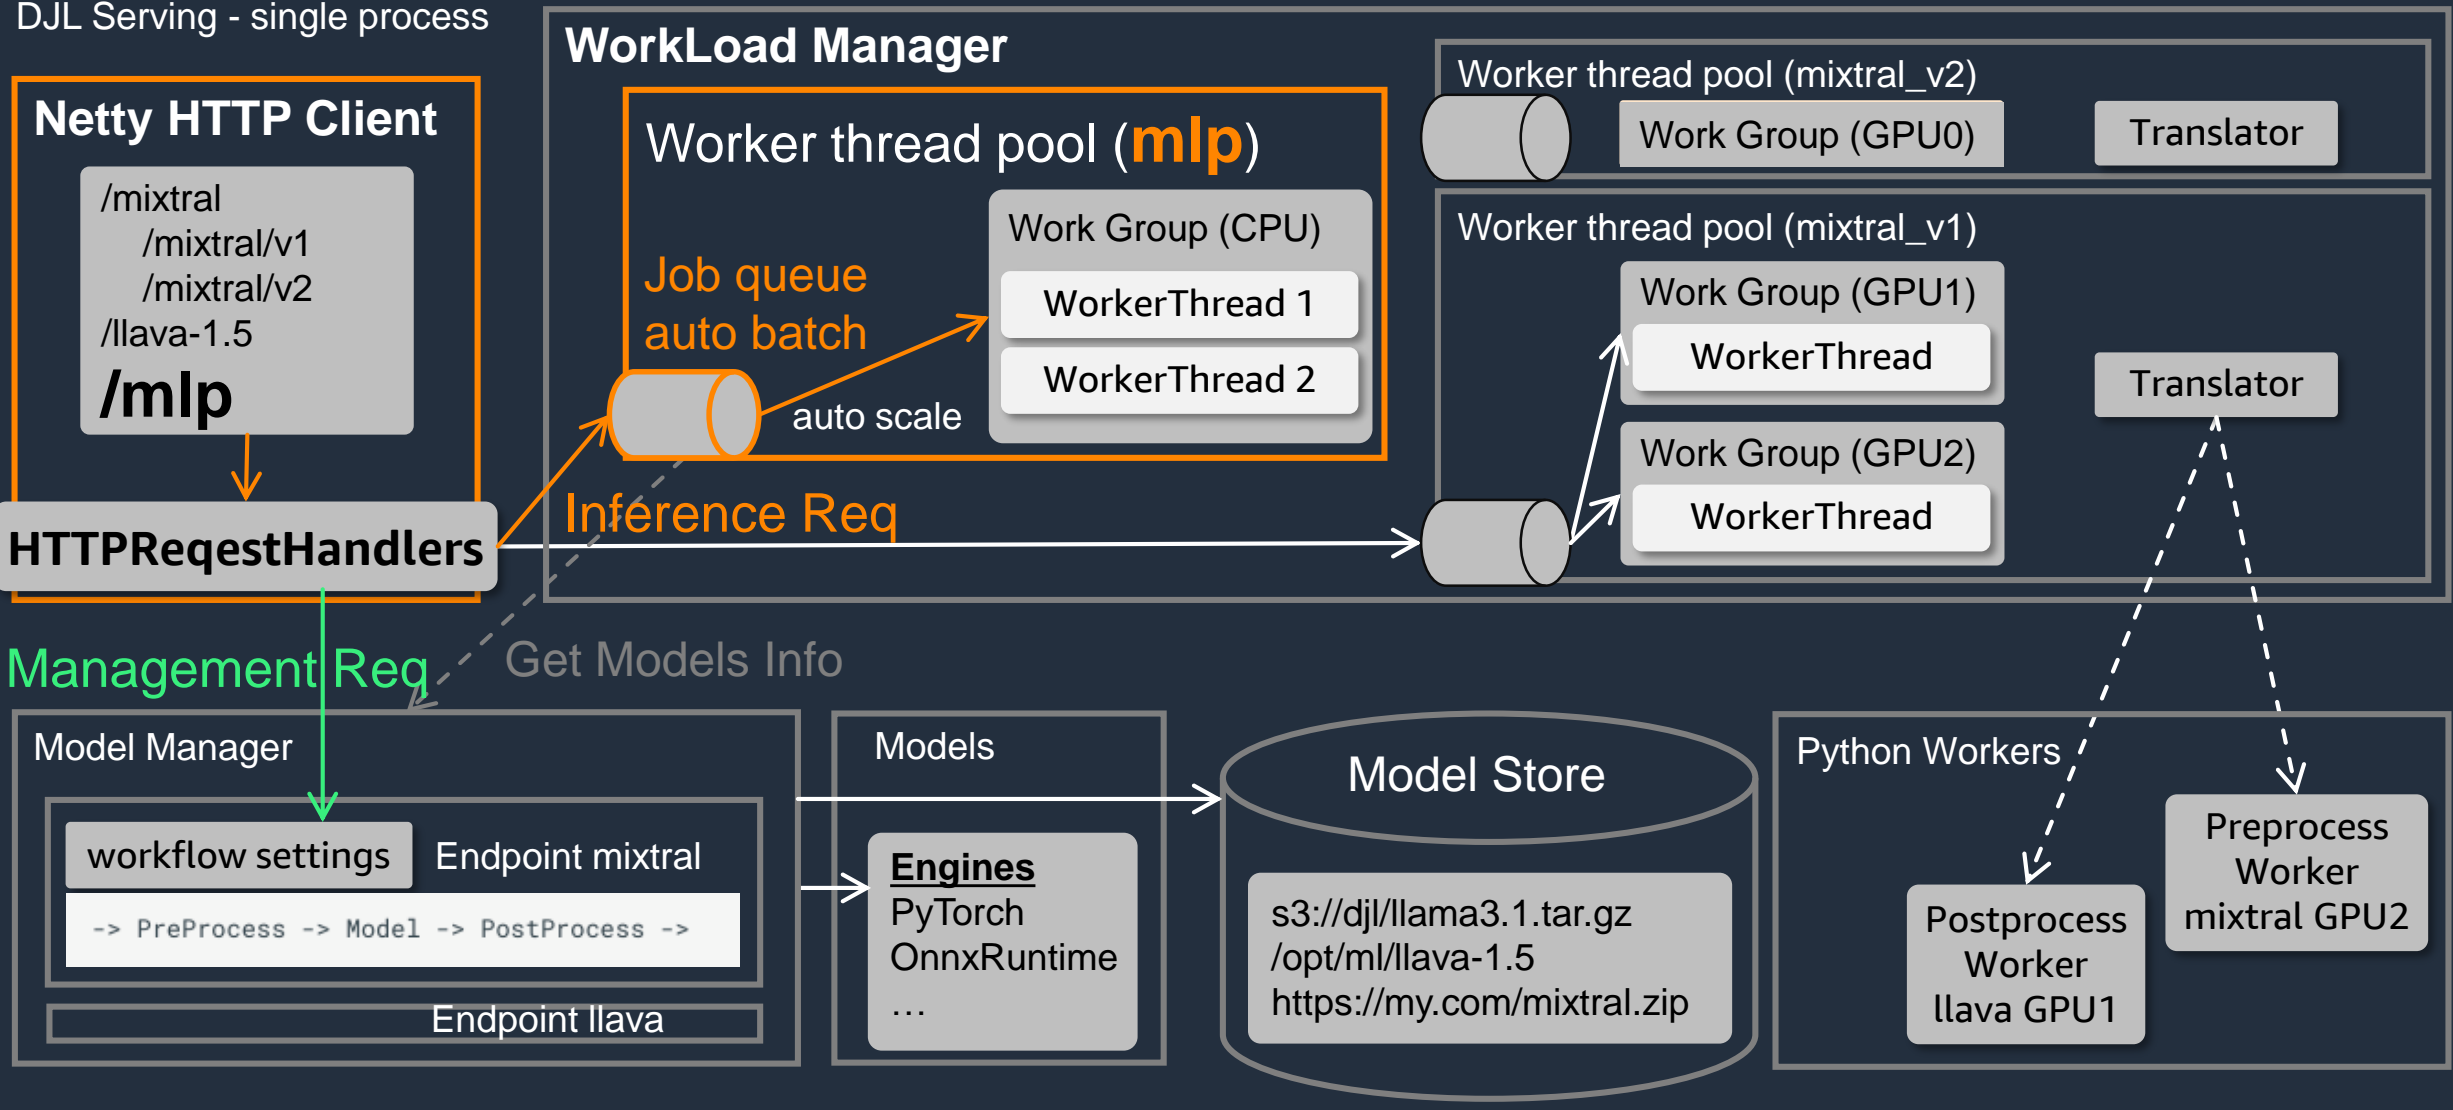 DJL Serving - single process
Netty HTTP Client
/mixtral
/mixtral/v1
/mixtral/v2
/llava-1.5
/mlp
HTTPReqestHandlers
WorkLoad Manager
Worker thread pool (mlp)
Job queue
auto batch
auto scale
Work Group (CPU)
WorkerThread 1
WorkerThread 2
Inference Req
Worker thread pool (mixtral_v2)
Work Group (GPU0)
Translator
Worker thread pool (mixtral_v1)
Work Group (GPU1)
WorkerThread
Work Group (GPU2)
WorkerThread
Translator
Management Req
Get Models Info
Model Manager
workflow settings
Endpoint mixtral
-> PreProcess -> Model -> PostProcess ->
Endpoint llava
Models
Engines
PyTorch
OnnxRuntime
…
Model Store
s3://djl/llama3.1.tar.gz
/opt/ml/llava-1.5
https://my.com/mixtral.zip
Python Workers
Postprocess
Worker
llava GPU1
Preprocess
Worker
mixtral GPU2